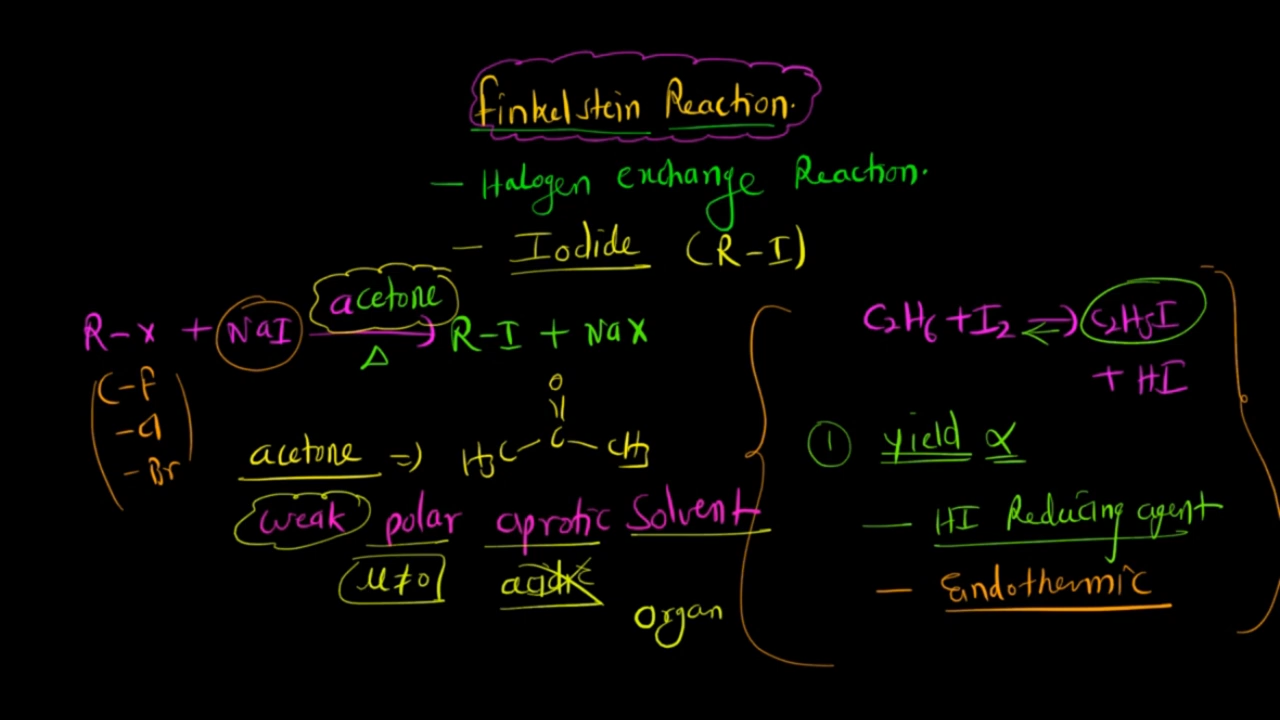 Finkelstein Reaction.
— Halogen exchange Reaction.
— Iodide (R-I)
acetone
R-X + NaI → R-I + NaX
Δ
C-F
-Cl
-Br
O
acetone ⇒ H3C-C-CH3
weak polar aprotic Solvent
μ≠0 acidic
organ
C2H6 + I2 ⇌ C2H5I
+ HI
① yield α
— HI Reducing agent
— Endothermic